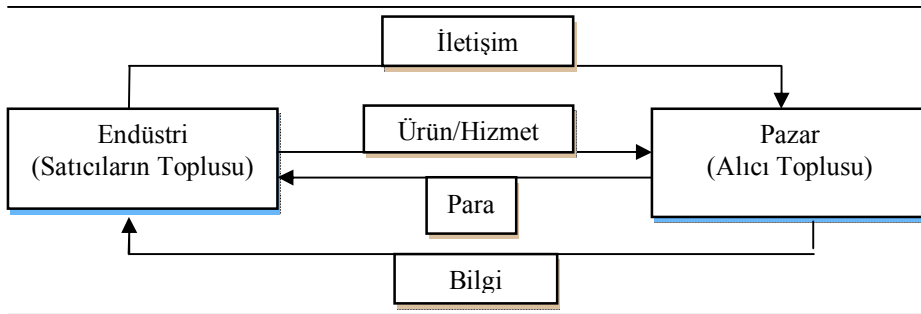 İletişim
Endüstri
(Satıcıların Toplusu)
Ürün/Hizmet
Pazar
(Alıcı Toplusu)
Para
Bilgi